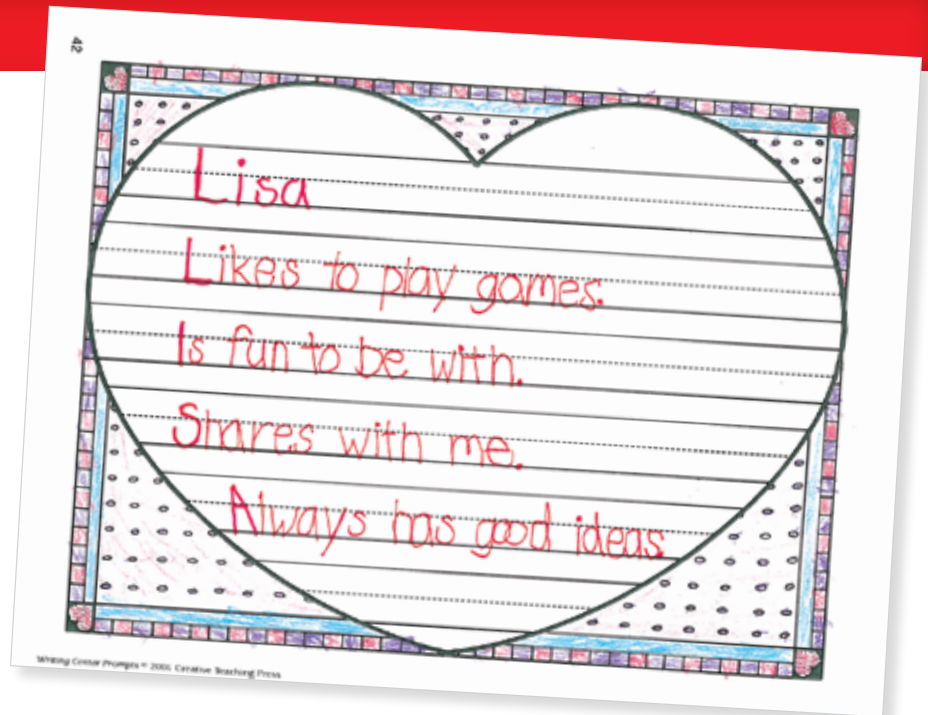 42
Lisa
Likes to play games.
Is fun to be with.
Shares with me.
Always has good ideas.
Writing Center Prompts © 2001 Creative Teaching Press